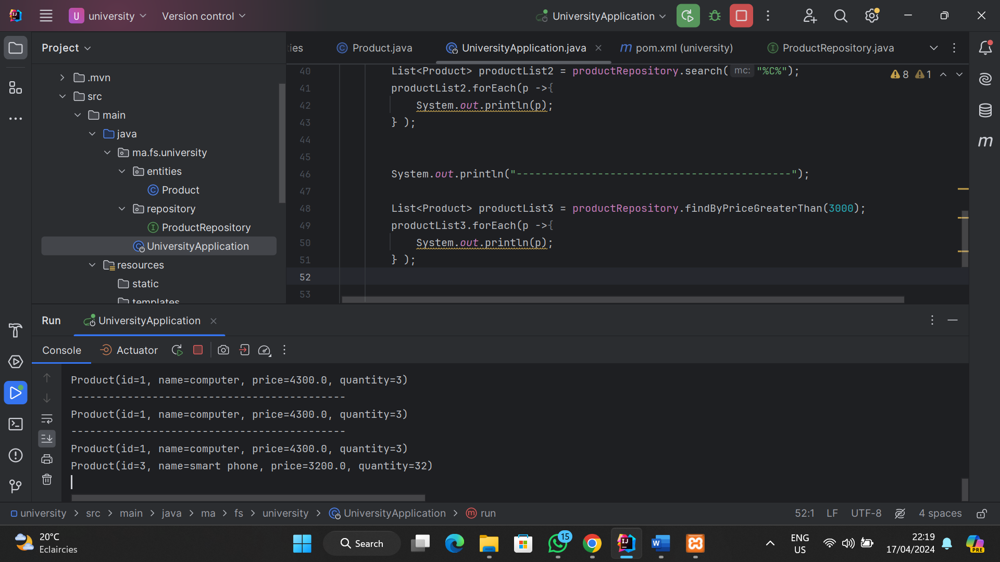 U university Version control UniversityApplication
Project
ies Product.java UniversityApplication.java pom.xml (university) ProductRepository.java
.mvn
src
main
java
ma.fs.university
entities
Product
repository
ProductRepository
UniversityApplication
resources
static
templates
8 1
40 List<Product> productList2 = productRepository.search( mc: "%C%");
41 productList2.forEach(p ->{
42 System.out.println(p);
43 } );
44
45
46 System.out.println("--------------------------------------------");
47
48 List<Product> productList3 = productRepository.findByPriceGreaterThan(3000);
49 productList3.forEach(p ->{
50 System.out.println(p);
51 } );
52
53
Run UniversityApplication
Console Actuator
Product(id=1, name=computer, price=4300.0, quantity=3)
--------------------------------------------
Product(id=1, name=computer, price=4300.0, quantity=3)
--------------------------------------------
Product(id=1, name=computer, price=4300.0, quantity=3)
Product(id=3, name=smart phone, price=3200.0, quantity=32)
university > src > main > java > ma > fs > university > UniversityApplication > run 52:1 LF UTF-8 4 spaces
20°C
Eclaircies
Search
15
ENG
US
22:19
17/04/2024
PRE